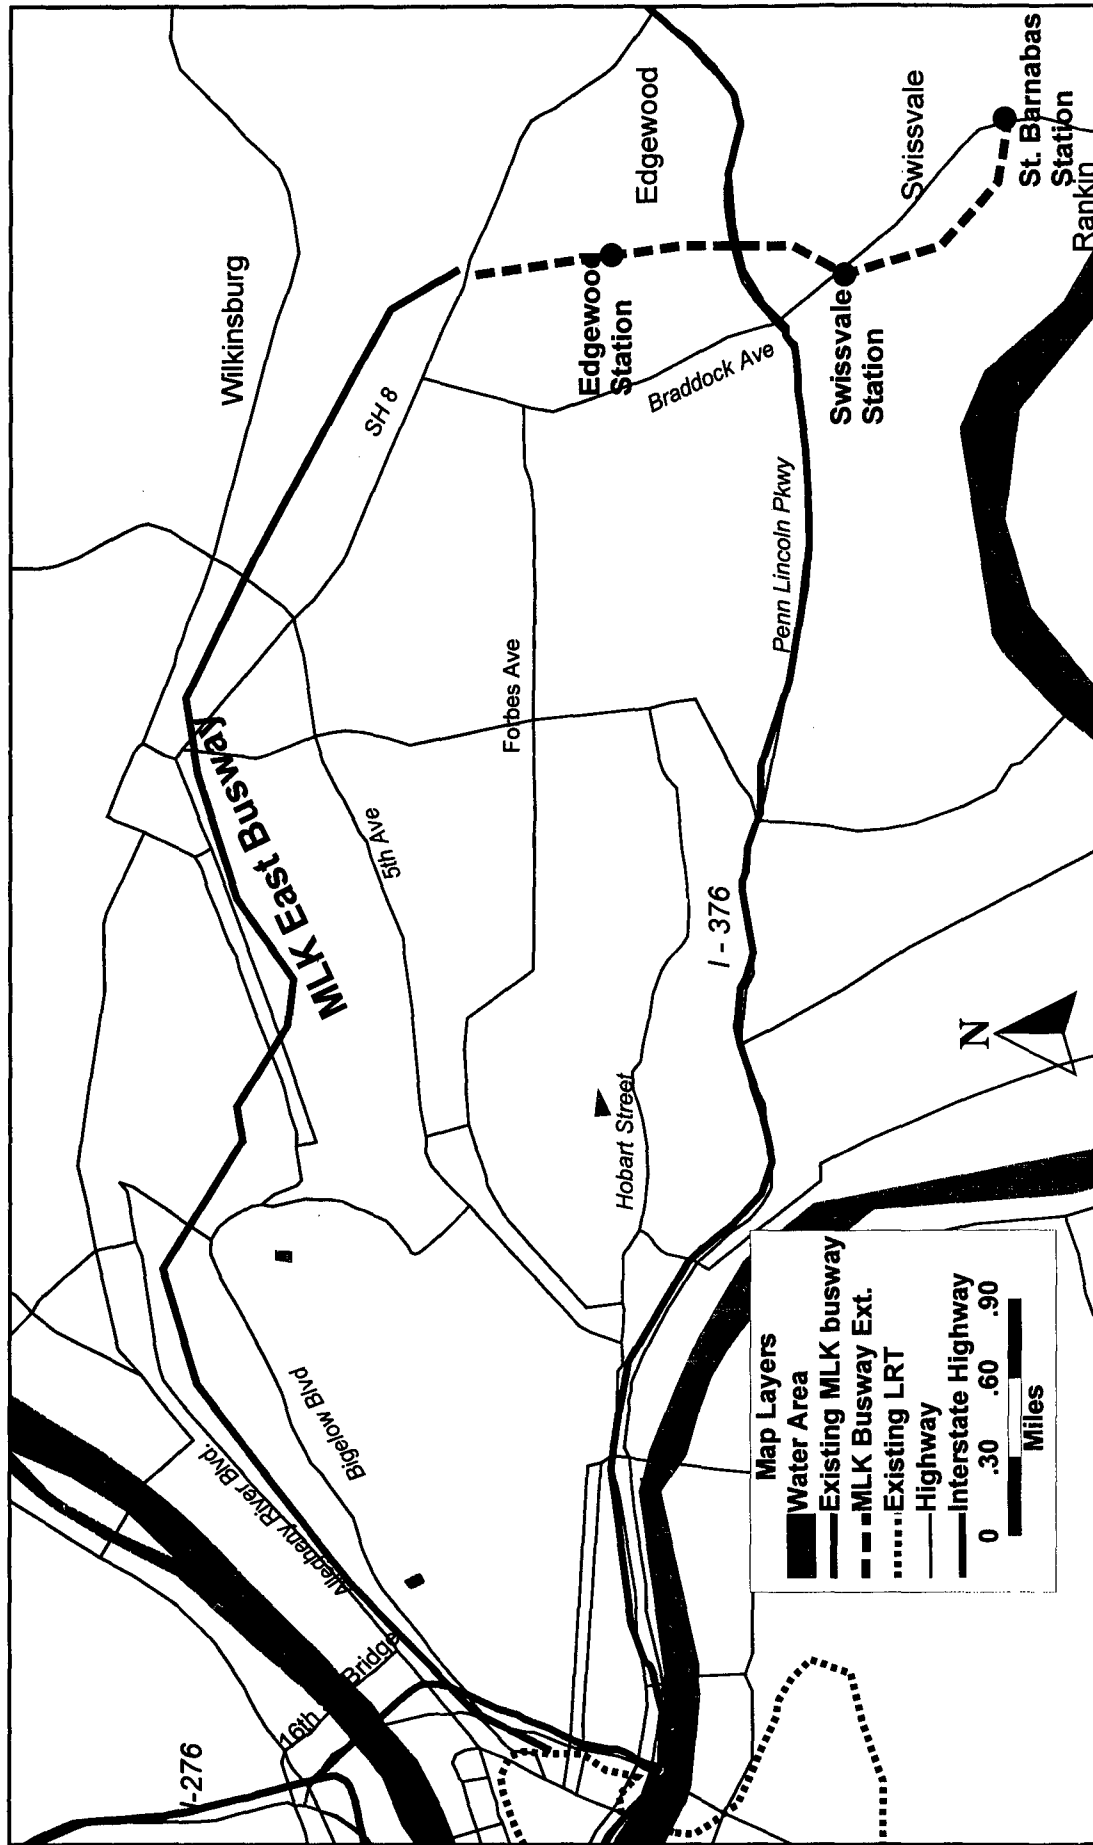 Wilkinsburg
SH 8
Edgewood
Edgewood
Station
Braddock Ave
Swissvale
Swissvale
Station
St. Barnabas
Station
Rankin
Penn Lincoln Pkwy
Forbes Ave
MLK East Busway
5th Ave
I - 376
Hobart Street
N
Bigelow Blvd
Allegheny River Blvd.
16th
Bridge
I-276
Map Layers
Water Area
Existing MLK busway
MLK Busway Ext.
Existing LRT
Highway
Interstate Highway
0 .30 .60 .90
Miles